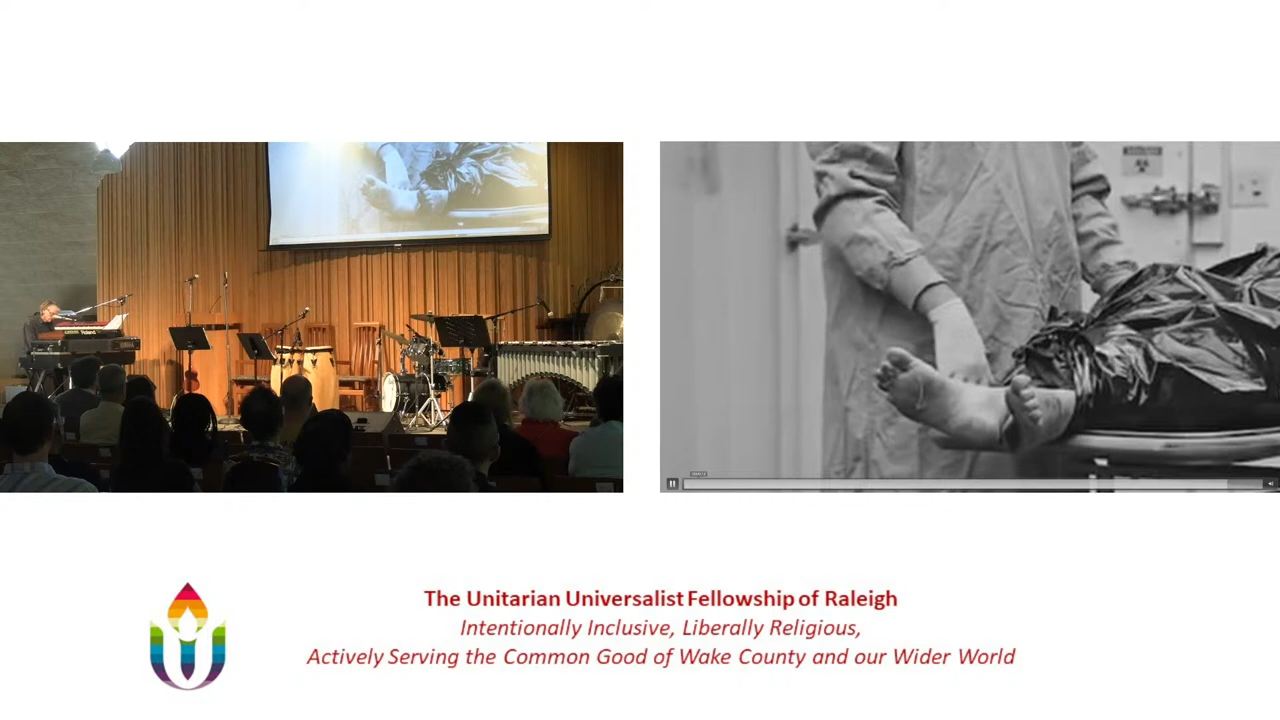 Roland
The Unitarian Universalist Fellowship of Raleigh
Intentionally Inclusive, Liberally Religious,
Actively Serving the Common Good of Wake County and our Wider World